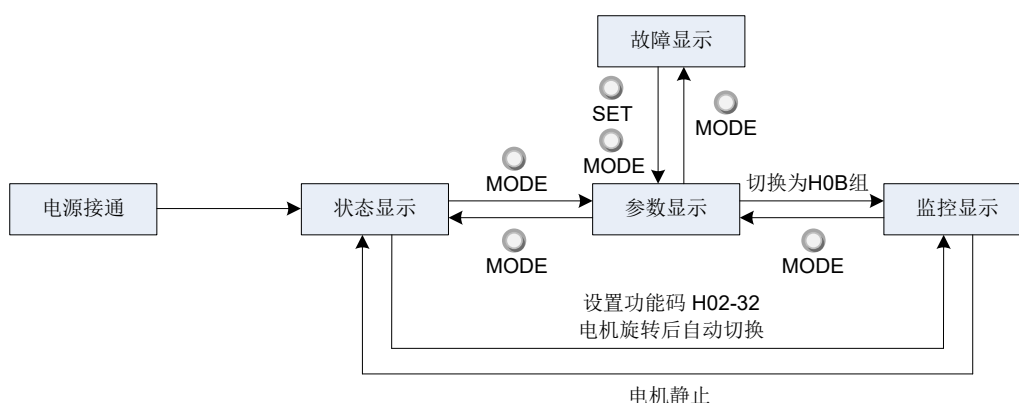 故障显示
SET
MODE
MODE
MODE
切换为H0B组
电源接通
状态显示
参数显示
监控显示
MODE
MODE
设置功能码 H02-32
电机旋转后自动切换
电机静止